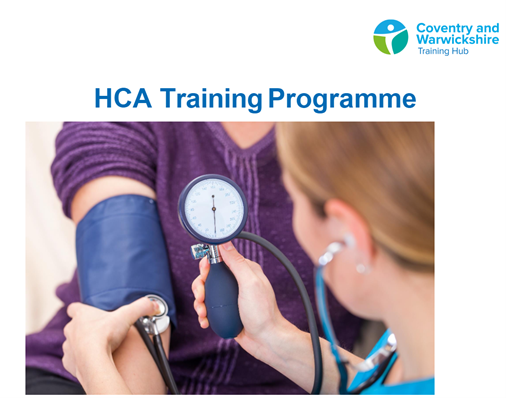 Coventry and
Warwickshire
Training Hub
HCA Training Programme